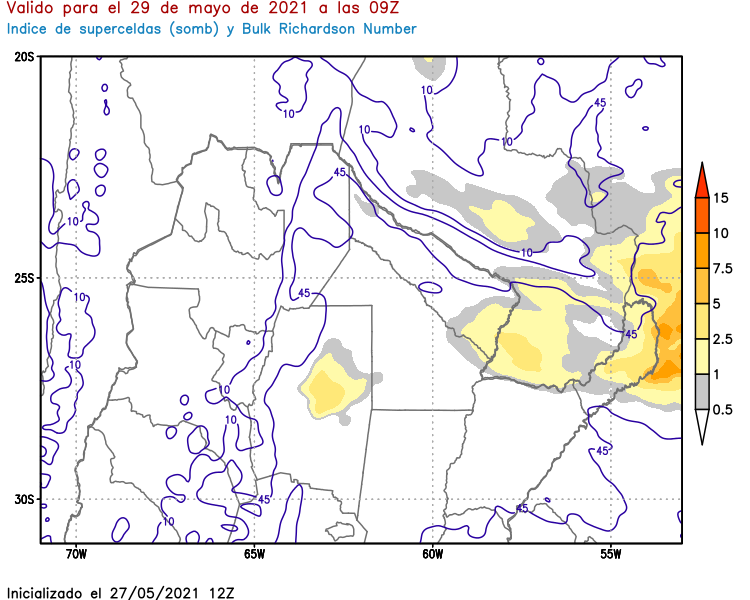 Valido para el 29 de mayo de 2021 a las 09Z
Indice de superceldas (somb) y Bulk Richardson Number
20S
25S
30S
70W
65W
60W
55W
10
10
10
10
45
45
10
10
45
10
45
10
10
10
45
45
45
10
15
10
7.5
5
2.5
1
0.5
Inicializado el 27/05/2021 12Z